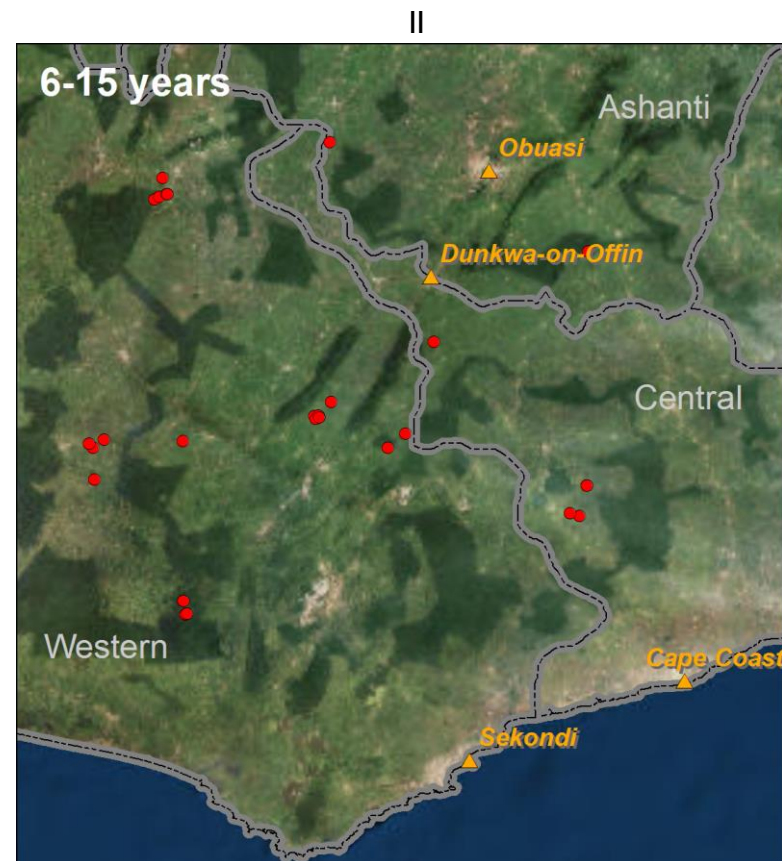 II
6-15 years
Ashanti
Obuasi
Dunkwa-on-Offin
Central
Western
Cape Coast
Sekondi